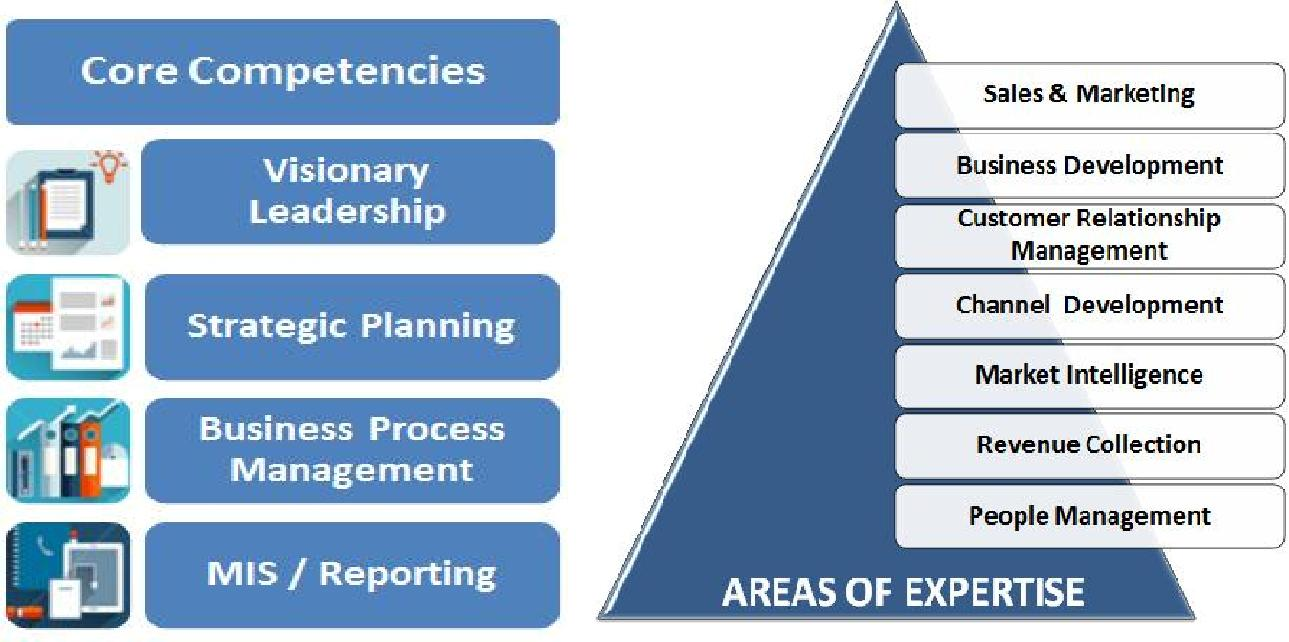 Core Competencies
Visionary
Leadership
Strategic Planning
Business Process
Management
MIS / Reporting
Sales & Marketing
Business Development
Customer Relationship
Management
Channel Development
Market Intelligence
Revenue Collection
People Management
AREAS OF EXPERTISE